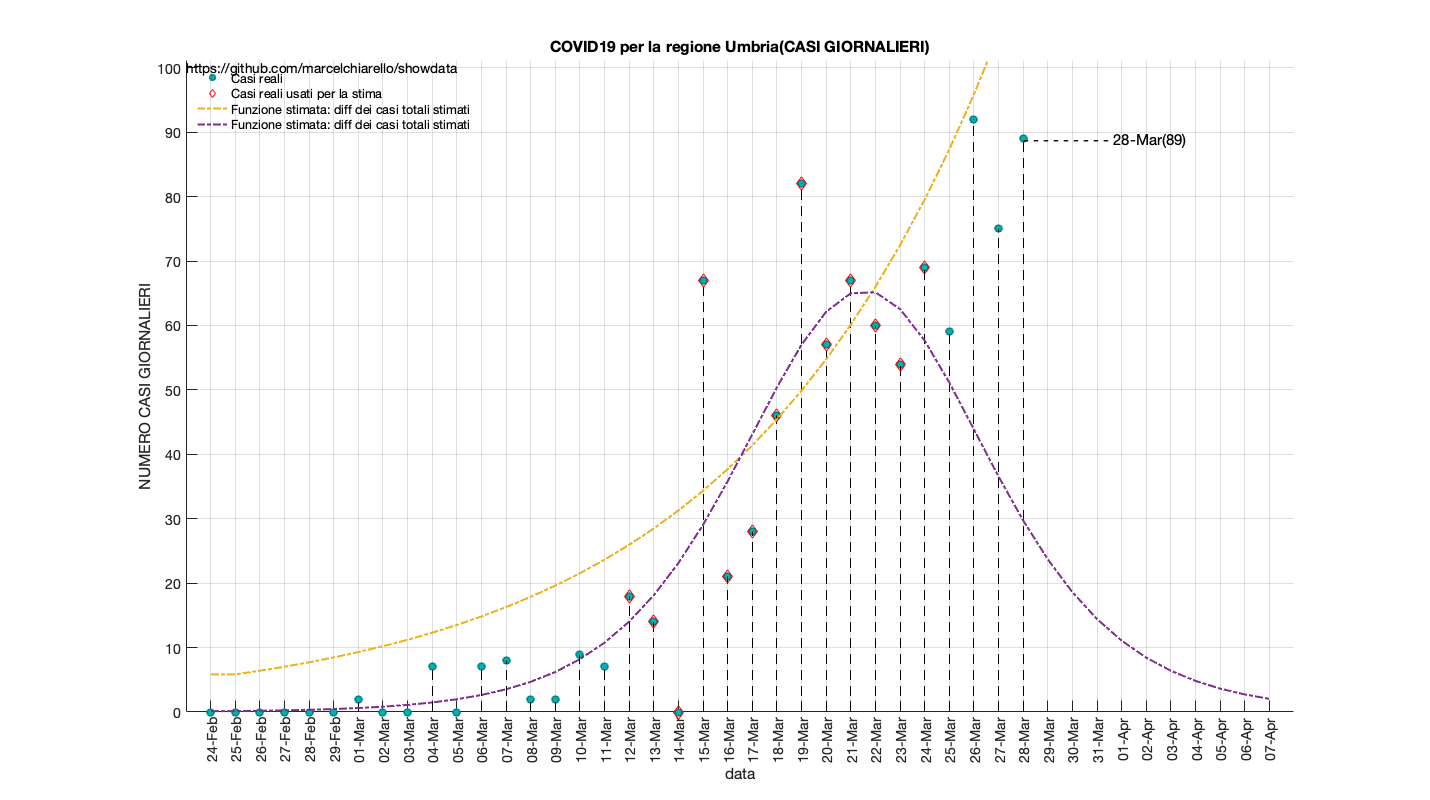 COVID19 per la regione Umbria(CASI GIORNALIERI)
https://github.com/marcelchiarello/showdata
Casi reali
Casi reali usati per la stima
Funzione stimata: diff dei casi totali stimati
Funzione stimata: diff dei casi totali stimati
100
90
80
70
60
50
40
30
20
10
0
NUMERO CASI GIORNALIERI
28-Mar(89)
24-Feb
25-Feb
26-Feb
27-Feb
28-Feb
29-Feb
01-Mar
02-Mar
03-Mar
04-Mar
05-Mar
06-Mar
07-Mar
08-Mar
09-Mar
10-Mar
11-Mar
12-Mar
13-Mar
14-Mar
15-Mar
16-Mar
17-Mar
18-Mar
19-Mar
20-Mar
21-Mar
22-Mar
23-Mar
24-Mar
25-Mar
26-Mar
27-Mar
28-Mar
29-Mar
30-Mar
31-Mar
01-Apr
02-Apr
03-Apr
04-Apr
05-Apr
06-Apr
07-Apr
data